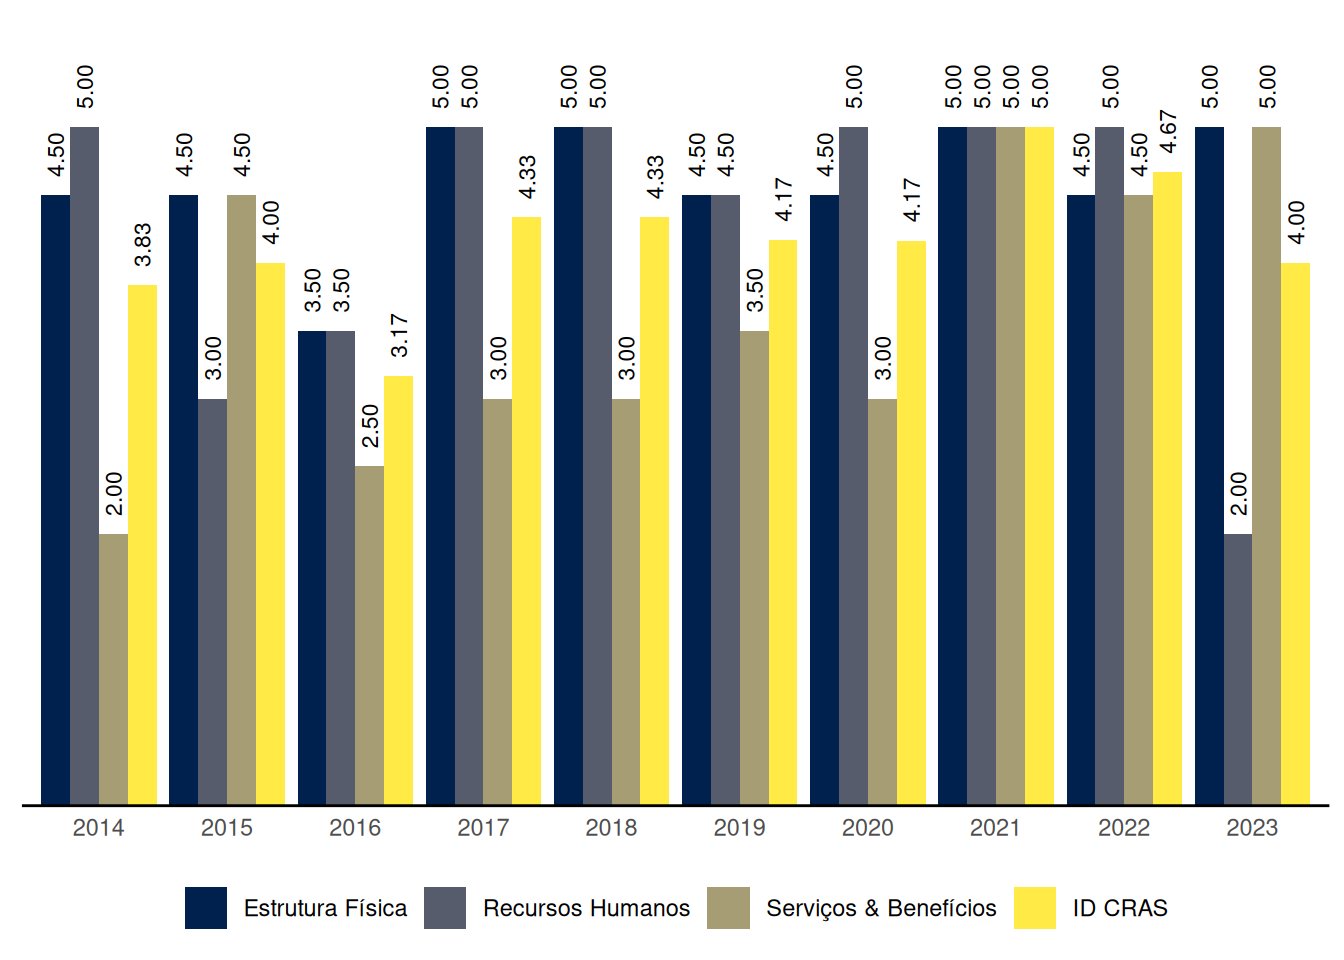 4.50 5.00 2.00 3.83
4.50 3.00 4.50 4.00
3.50 3.50 2.50 3.17
5.00 5.00 3.00 4.33
5.00 5.00 3.00 4.33
4.50 4.50 3.50 4.17
4.50 5.00 3.00 4.17
5.00 5.00 5.00 5.00
4.50 5.00 4.50 4.67
5.00 2.00 5.00 4.00
2014 2015 2016 2017 2018 2019 2020 2021 2022 2023
Estrutura Física Recursos Humanos Serviços & Benefícios ID CRAS